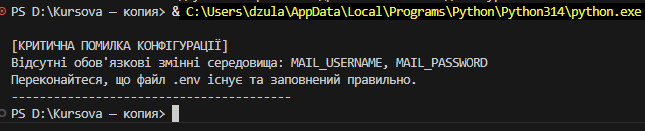 PS D:\Kursova — копия> & C:\Users\dzula\AppData\Local\Programs\Python\Python314\python.exe
[КРИТИЧНА ПОМИЛКА КОНФІГУРАЦІЇ]
Відсутні обов'язкові змінні середовища: MAIL_USERNAME, MAIL_PASSWORD
Переконайтеся, що файл .env існує та заповнений правильно.
----------------------------------------
PS D:\Kursova — копия>